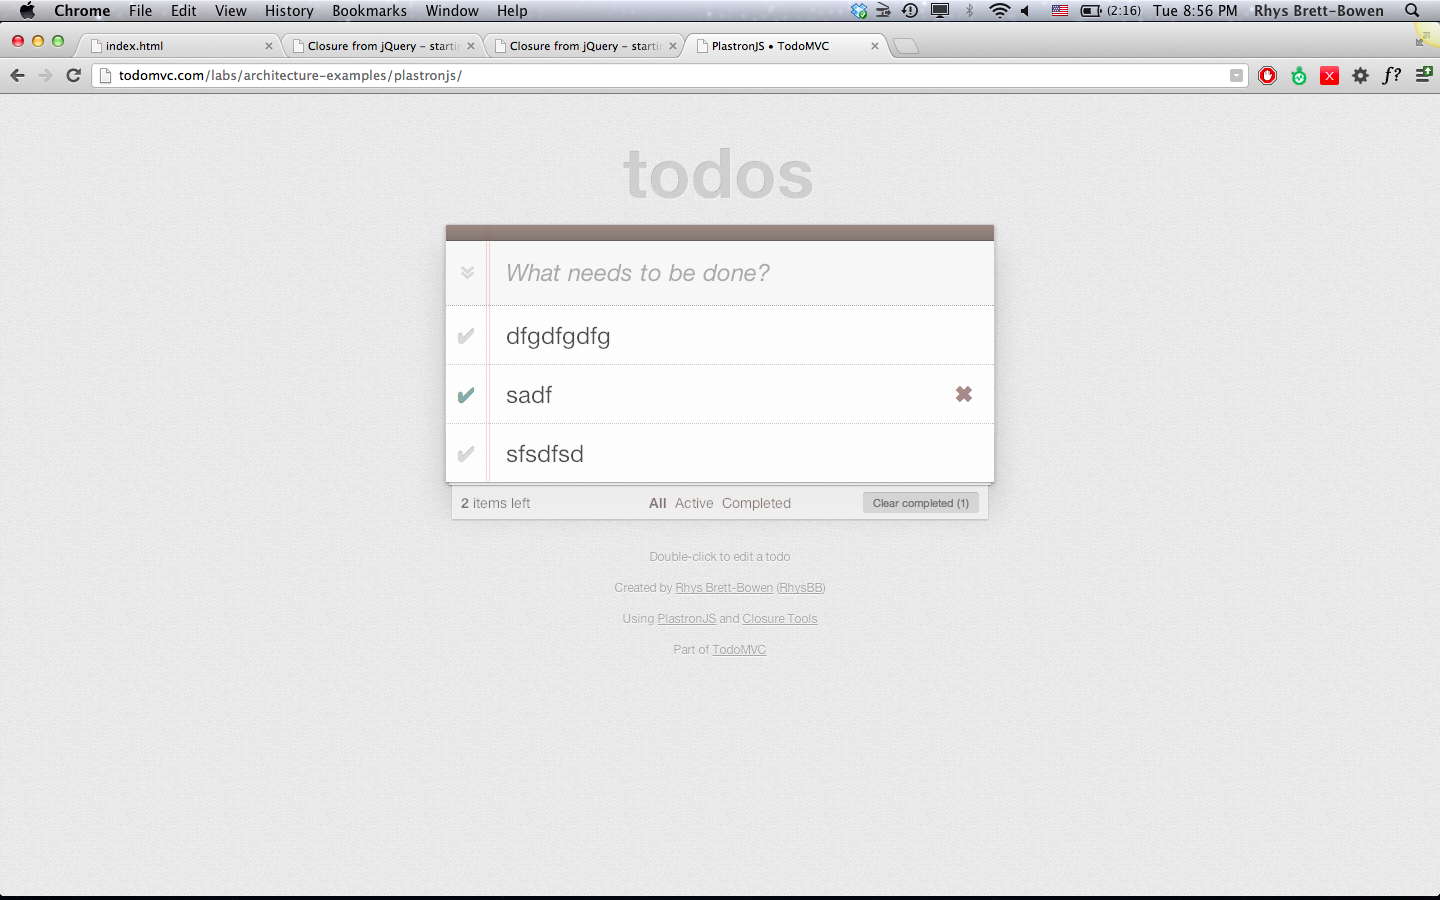 Chrome File Edit View History Bookmarks Window Help (2:16) Tue 8:56 PM Rhys Brett-Bowen
index.html Closure from jQuery – startin Closure from jQuery – startin PlastronJS • TodoMVC
todomvc.com/labs/architecture-examples/plastronjs/ X f?
todos
What needs to be done?
dfgdfgdfg
sadf
sfsdfsd
2 items left All Active Completed Clear completed (1)
Double-click to edit a todo
Created by Rhys Brett-Bowen (RhysBB)
Using PlastronJS and Closure Tools
Part of TodoMVC